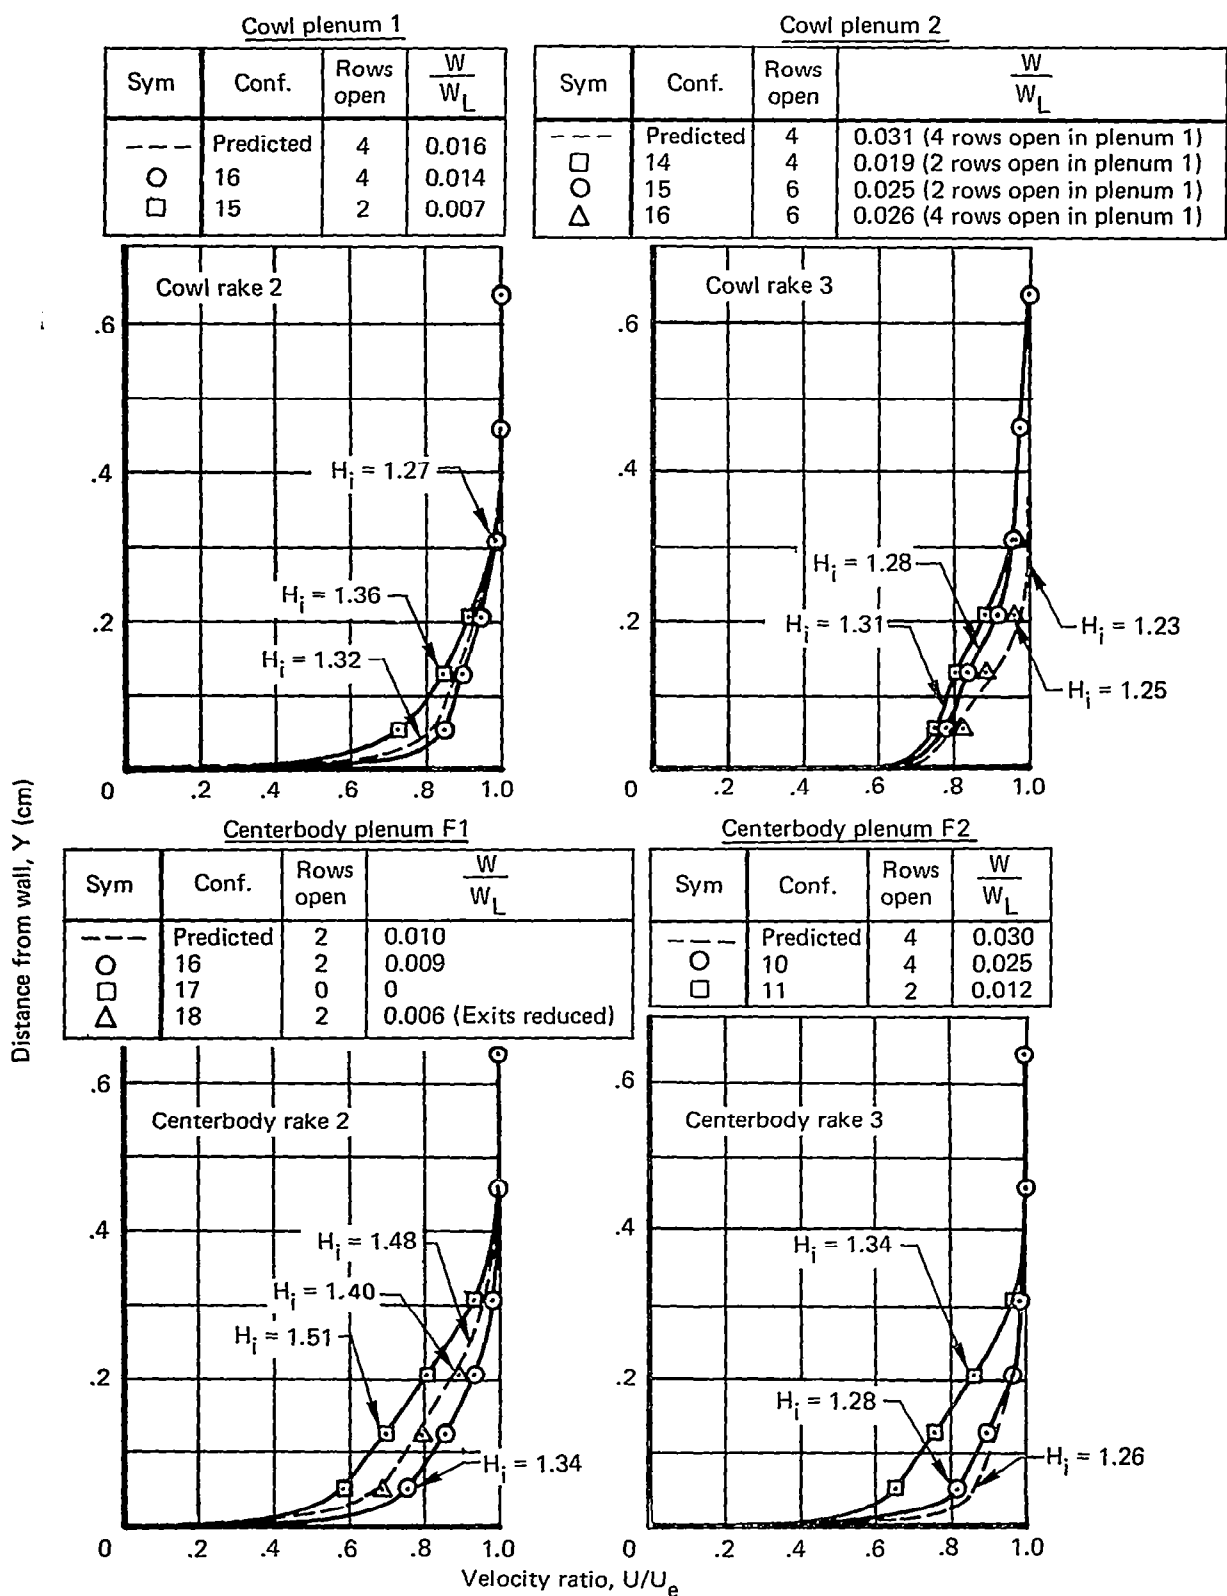 Cowl plenum 1
Sym Conf. Rows open W/W_L
Predicted 4 0.016
16 4 0.014
15 2 0.007
Cowl plenum 2
Sym Conf. Rows open W/W_L
Predicted 4 0.031 (4 rows open in plenum 1)
14 4 0.019 (2 rows open in plenum 1)
15 6 0.025 (2 rows open in plenum 1)
16 6 0.026 (4 rows open in plenum 1)
Cowl rake 2
.6
.4
.2
H_i = 1.27
H_i = 1.36
H_i = 1.32
0 .2 .4 .6 .8 1.0
Cowl rake 3
.6
.4
.2
H_i = 1.28
H_i = 1.31
H_i = 1.23
H_i = 1.25
0 .2 .4 .6 .8 1.0
Distance from wall, Y (cm)
Centerbody plenum F1
Sym Conf. Rows open W/W_L
Predicted 2 0.010
16 2 0.009
17 0 0
18 2 0.006 (Exits reduced)
Centerbody plenum F2
Sym Conf. Rows open W/W_L
Predicted 4 0.030
10 4 0.025
11 2 0.012
Centerbody rake 2
.6
.4
.2
H_i = 1.48
H_i = 1.40
H_i = 1.51
H_i = 1.34
0 .2 .4 .6 .8 1.0
Centerbody rake 3
.6
.4
.2
H_i = 1.34
H_i = 1.28
H_i = 1.26
0 .2 .4 .6 .8 1.0
Velocity ratio, U/U_e